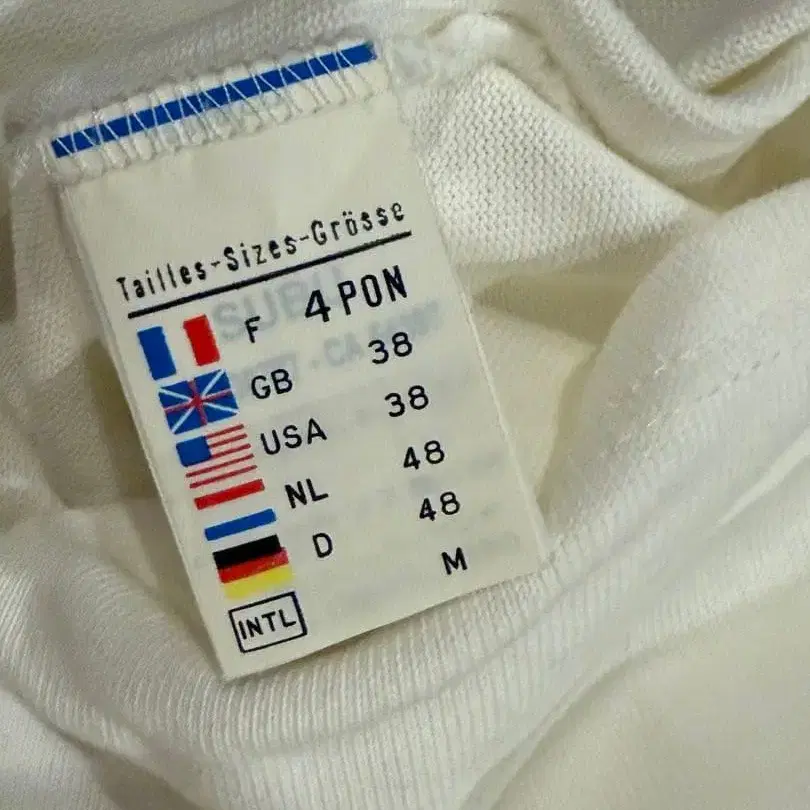 Tailles-Sizes-Grösse
F 4 PON
GB 38
USA 38
NL 48
D 48
INTL M